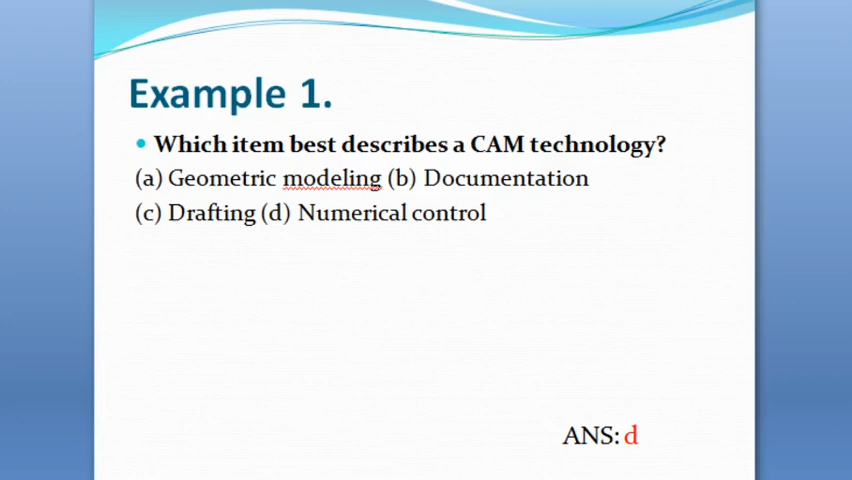 Example 1.
Which item best describes a CAM technology?
(a) Geometric modeling (b) Documentation
(c) Drafting (d) Numerical control
ANS: d